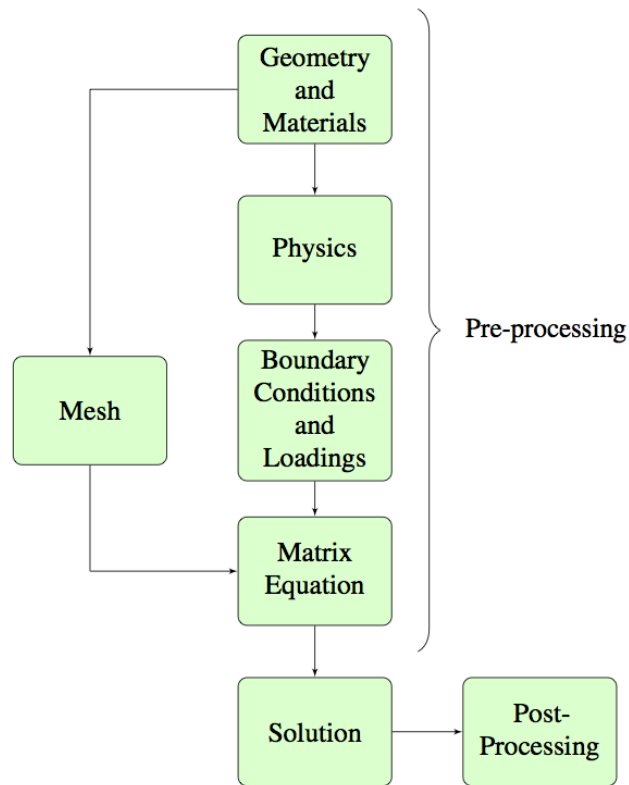 Geometry
and
Materials
Physics
Pre-processing
Boundary
Conditions
and
Loadings
Mesh
Matrix
Equation
Solution
Post-
Processing